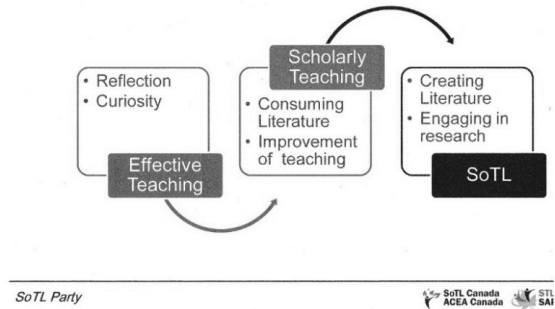 • Reflection
• Curiosity
Effective
Teaching
Scholarly
Teaching
• Consuming
Literature
• Improvement
of teaching
• Creating
Literature
• Engaging in
research
SoTL
SoTL Party
SoTL Canada
ACEA Canada